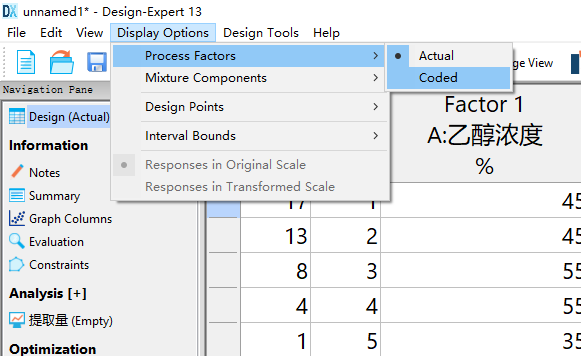 DX unnamed1* - Design-Expert 13
File Edit View Display Options Design Tools Help
Process Factors > • Actual
Mixture Components > Coded
Design Points >
Interval Bounds >
Responses in Original Scale
Responses in Transformed Scale
ge View
Navigation Pane
Design (Actual)
Information
Notes
Summary
Graph Columns
Evaluation
Constraints
Analysis [+]
提取量 (Empty)
Optimization
Factor 1
A:乙醇浓度
%
17 1 45
13 2 45
8 3 55
4 4 55
1 5 35